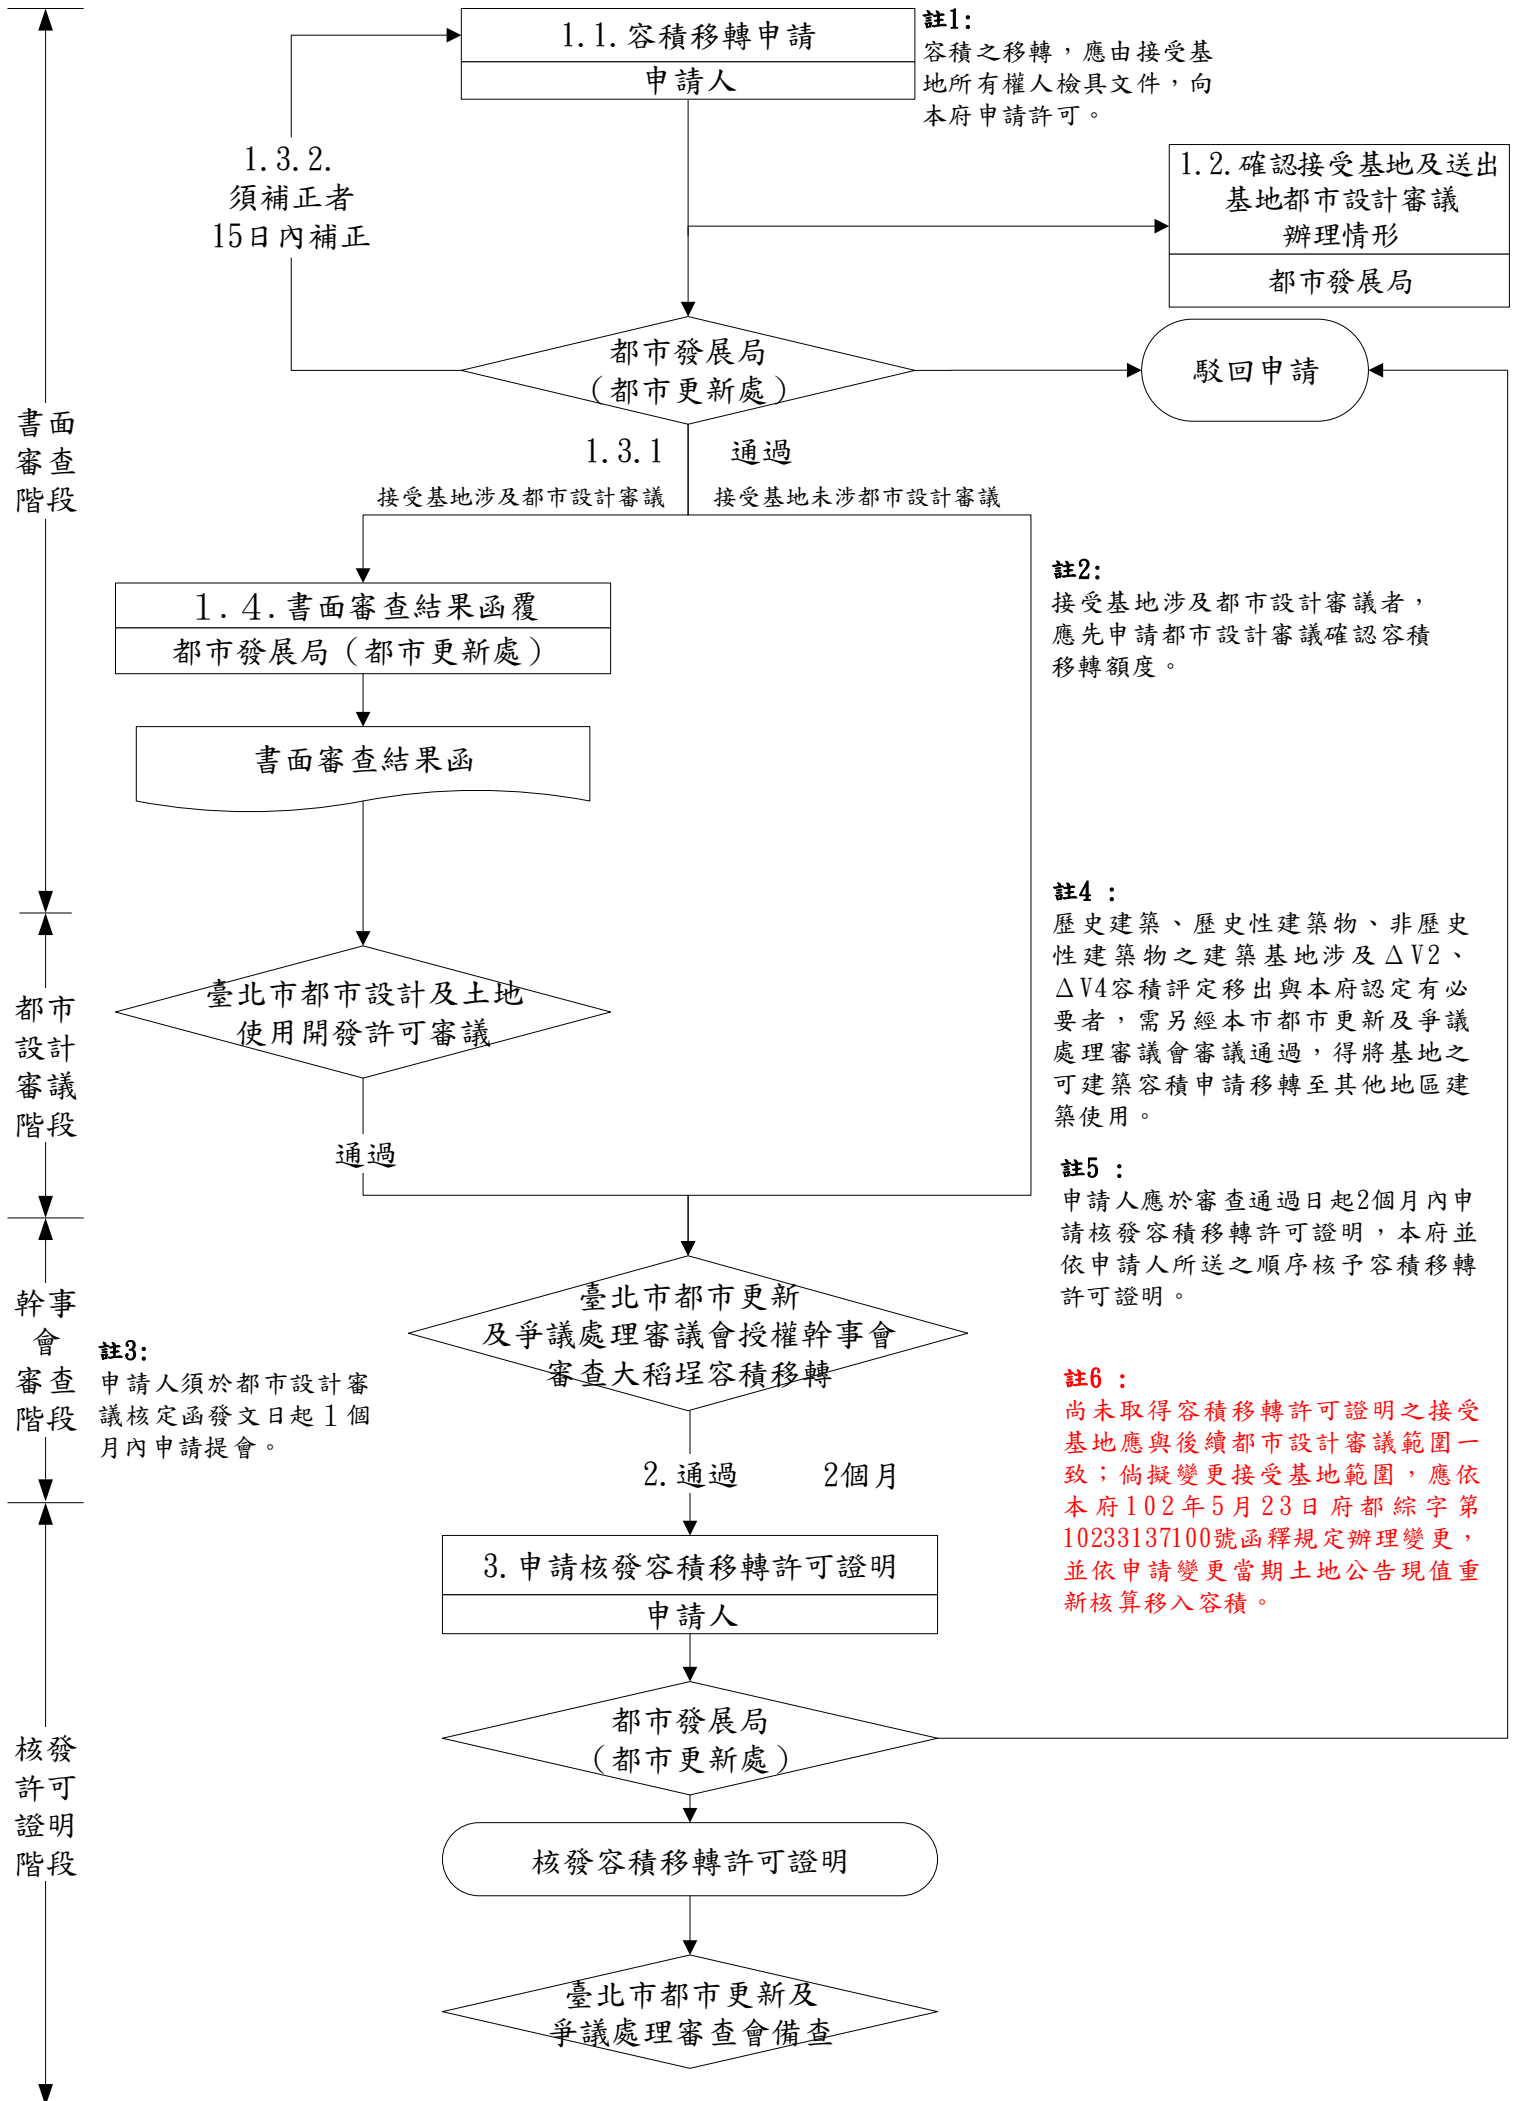 1.1.容積移轉申請
申請人
註1:
容積之移轉，應由接受基
地所有權人檢具文件，向
本府申請許可。
1.3.2.
須補正者
15日內補正
1.2.確認接受基地及送出
基地都市設計審議
辦理情形
都市發展局
都市發展局
（都市更新處）
駁回申請
書面
審查
階段
1.3.1
通過
接受基地涉及都市設計審議
接受基地未涉都市設計審議
1.4.書面審查結果函覆
都市發展局（都市更新處）
註2:
接受基地涉及都市設計審議者，
應先申請都市設計審議確認容積
移轉額度。
書面審查結果函
註4：
歷史建築、歷史性建築物、非歷史
性建築物之建築基地涉及ΔV2、
ΔV4容積評定移出與本府認定有必
要者，需另經本市都市更新及爭議
處理審議會審議通過，得將基地之
可建築容積申請移轉至其他地區建
築使用。
都市
設計
審議
階段
臺北市都市設計及土地
使用開發許可審議
通過
註5：
申請人應於審查通過日起2個月內申
請核發容積移轉許可證明，本府並
依申請人所送之順序核予容積移轉
許可證明。
幹事
會
審查
階段
註3:
申請人須於都市設計審
議核定函發文日起１個
月內申請提會。
臺北市都市更新
及爭議處理審議會授權幹事會
審查大稻埕容積移轉
註6：
尚未取得容積移轉許可證明之接受
基地應與後續都市設計審議範圍一
致；倘擬變更接受基地範圍，應依
本府102年5月23日府都綜字第
10233137100號函釋規定辦理變更，
並依申請變更當期土地公告現值重
新核算移入容積。
2.通過
2個月
3.申請核發容積移轉許可證明
申請人
核發
許可
證明
階段
都市發展局
（都市更新處）
核發容積移轉許可證明
臺北市都市更新及
爭議處理審查會備查